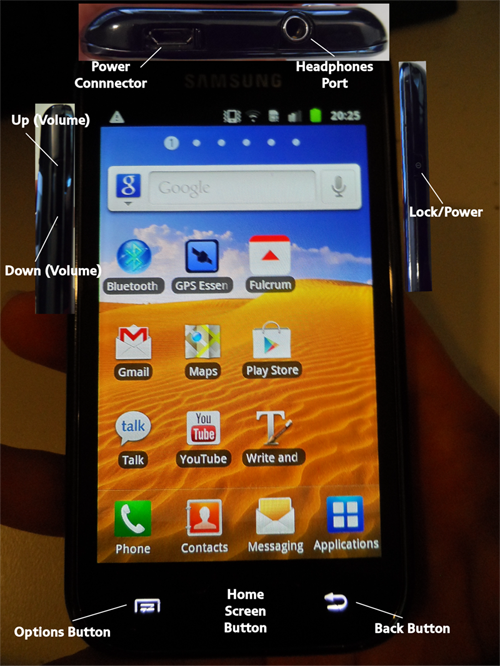 Power
Connnector
Headphones
Port
SAMSUNG
Up (Volume)
20:25
1
g
Google
Lock/Power
Down (Volume)
Bluetooth
GPS Essen
Fulcrum
Gmail
Maps
Play Store
talk
You
Tube
T
Talk
YouTube
Write and
Phone
Contacts
Messaging
Applications
Options Button
Home
Screen
Button
Back Button